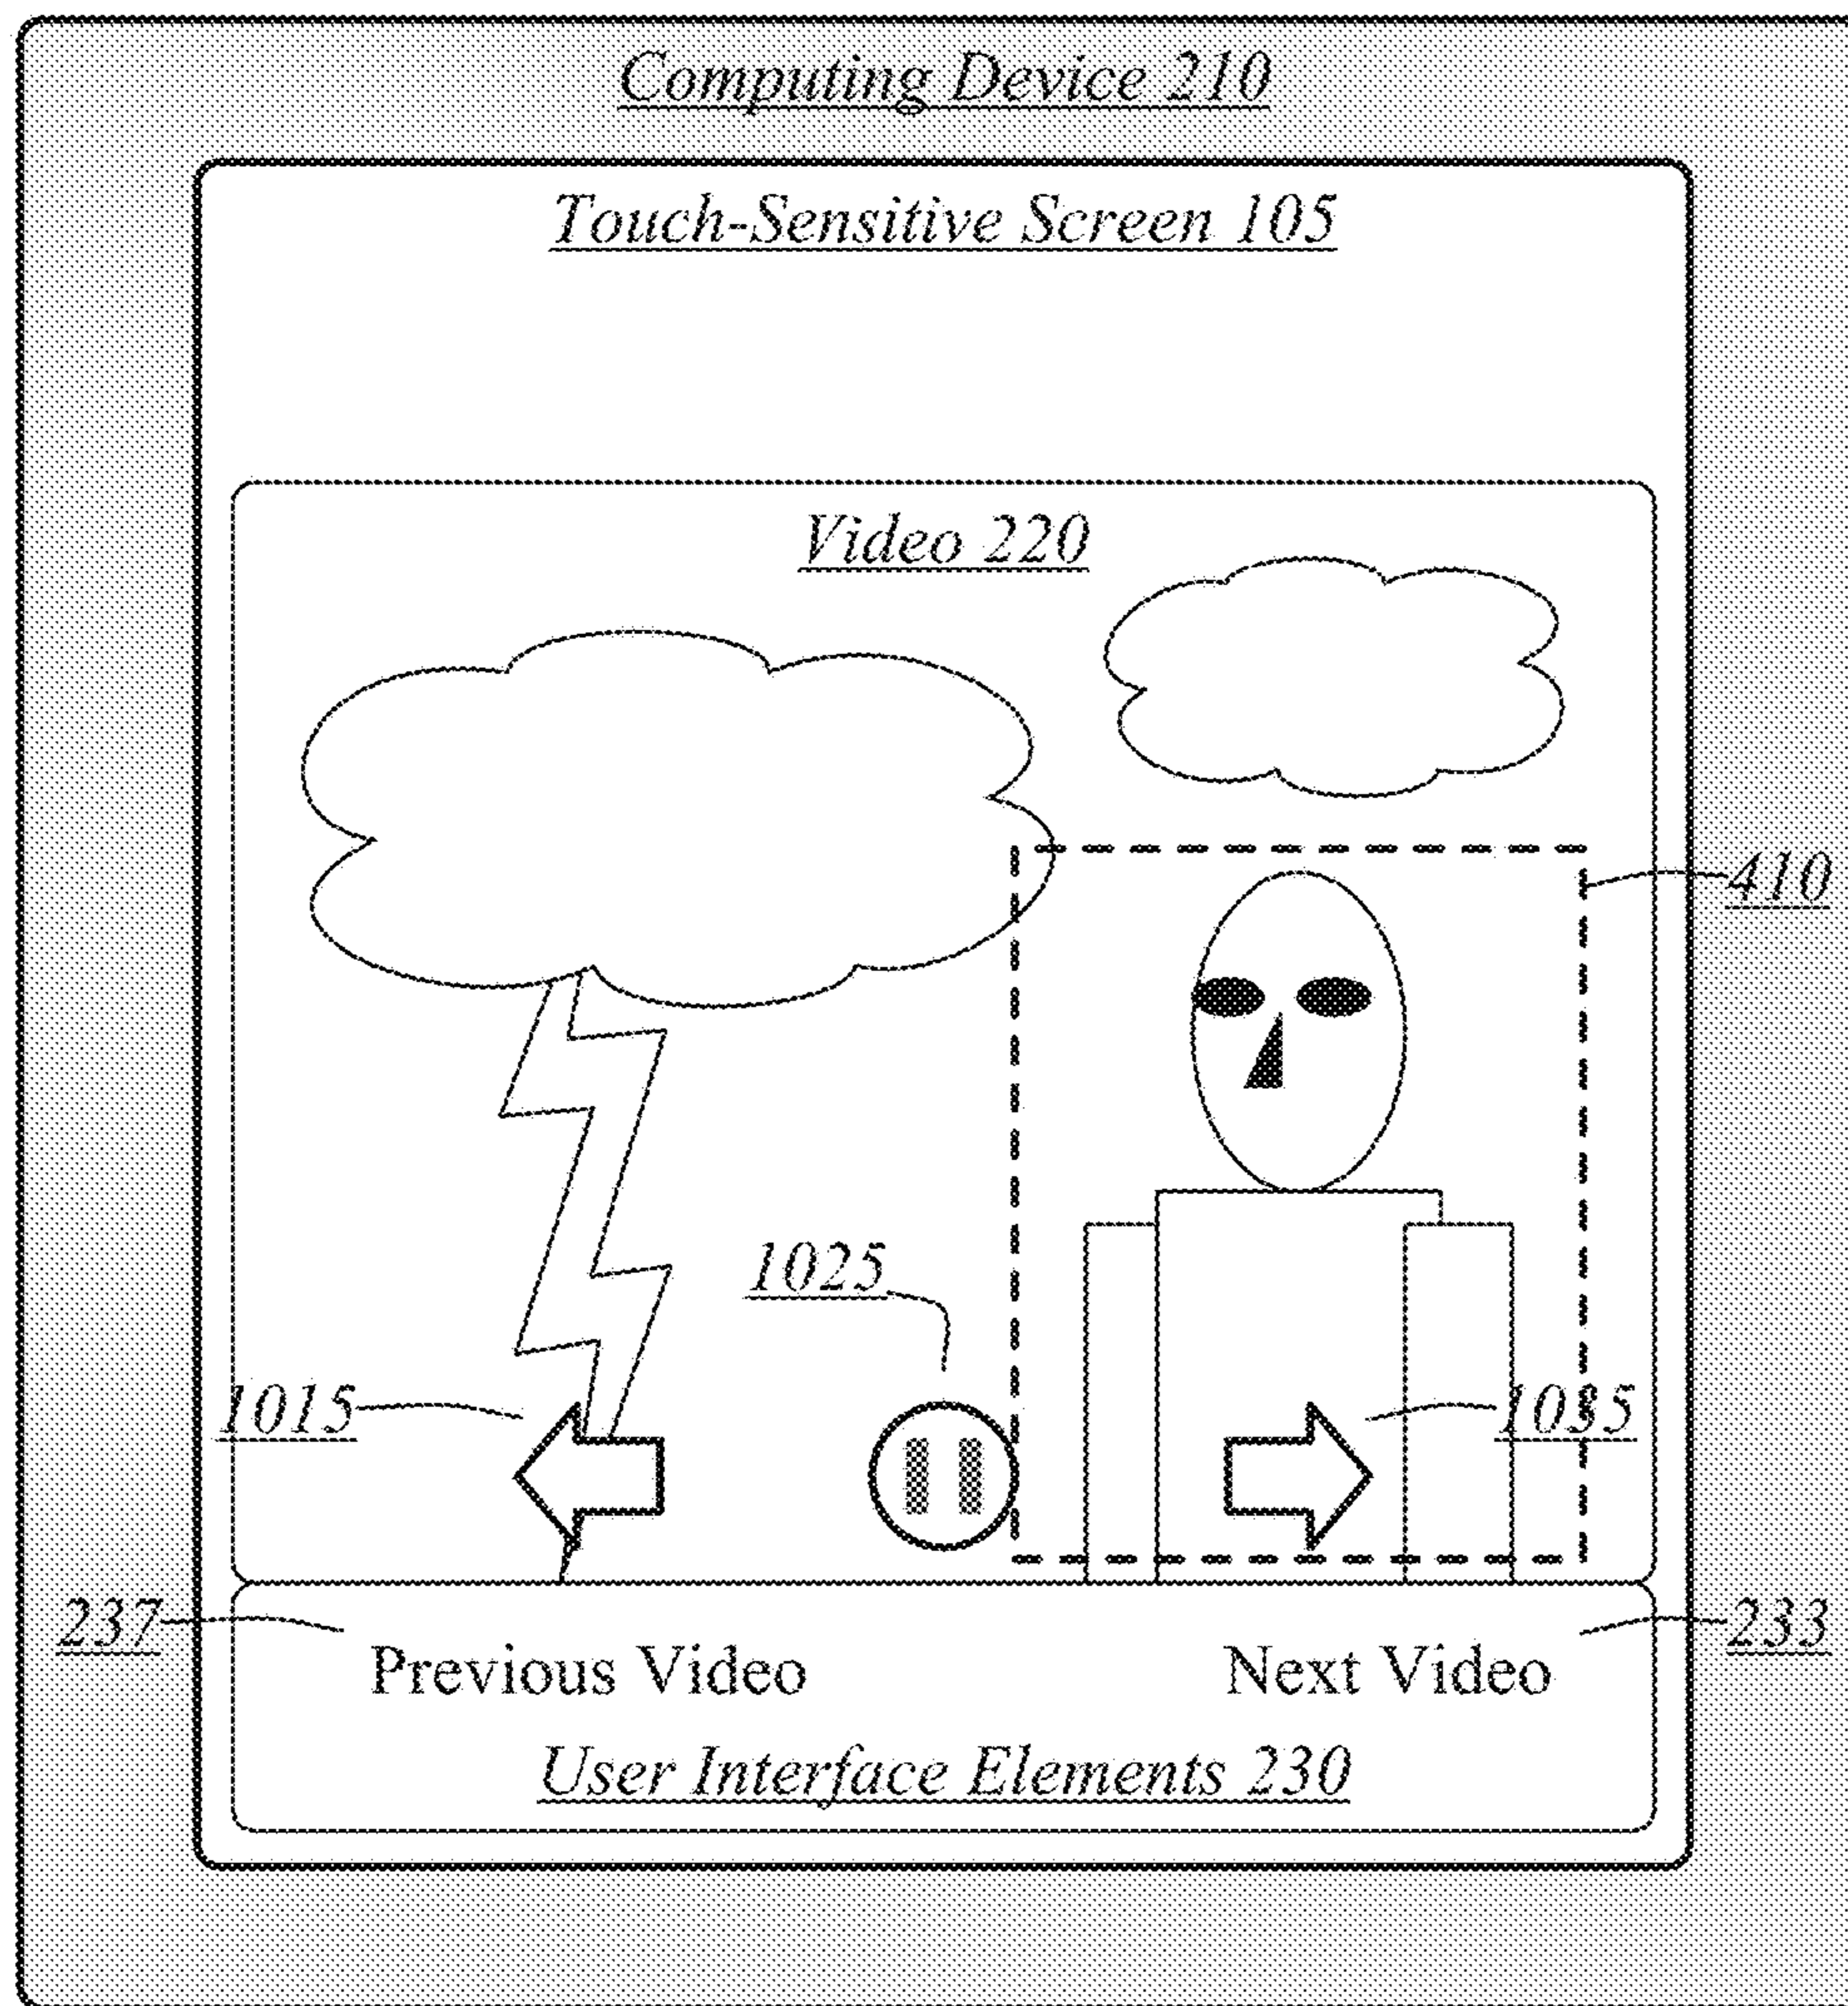 Computing Device 210
Touch-Sensitive Screen 105
Video 220
410
1025
1015
1035
237
233
Previous Video
Next Video
User Interface Elements 230